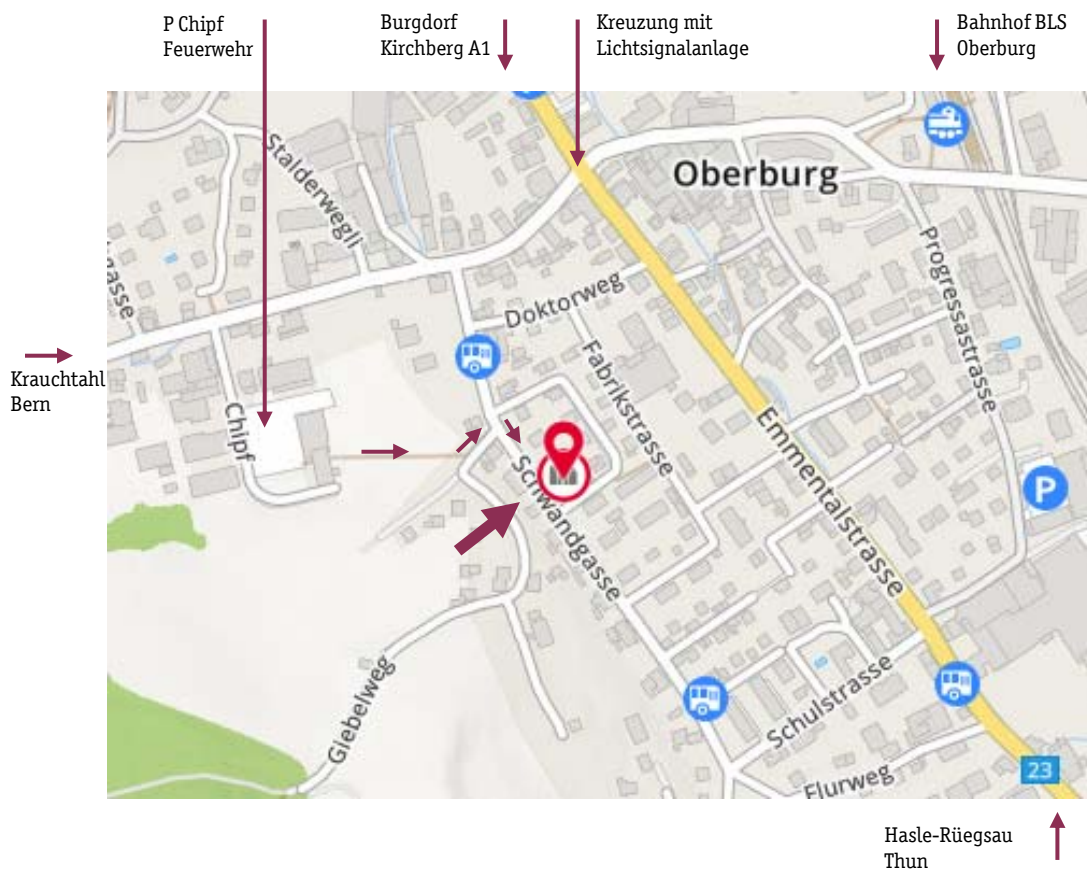 P Chipf
Feuerwehr
Burgdorf
Kirchberg A1
Kreuzung mit
Lichtsignalanlage
Bahnhof BLS
Oberburg
Stalderwegli
Oberburg
gasse
Doktorweg
Progressastrasse
Krauchtahl
Bern
Chipf
Fabrikstrasse
Emmentalstrasse
Schwandgasse
P
Giebelweg
Schulstrasse
Flurweg
23
Hasle-Rüegsau
Thun